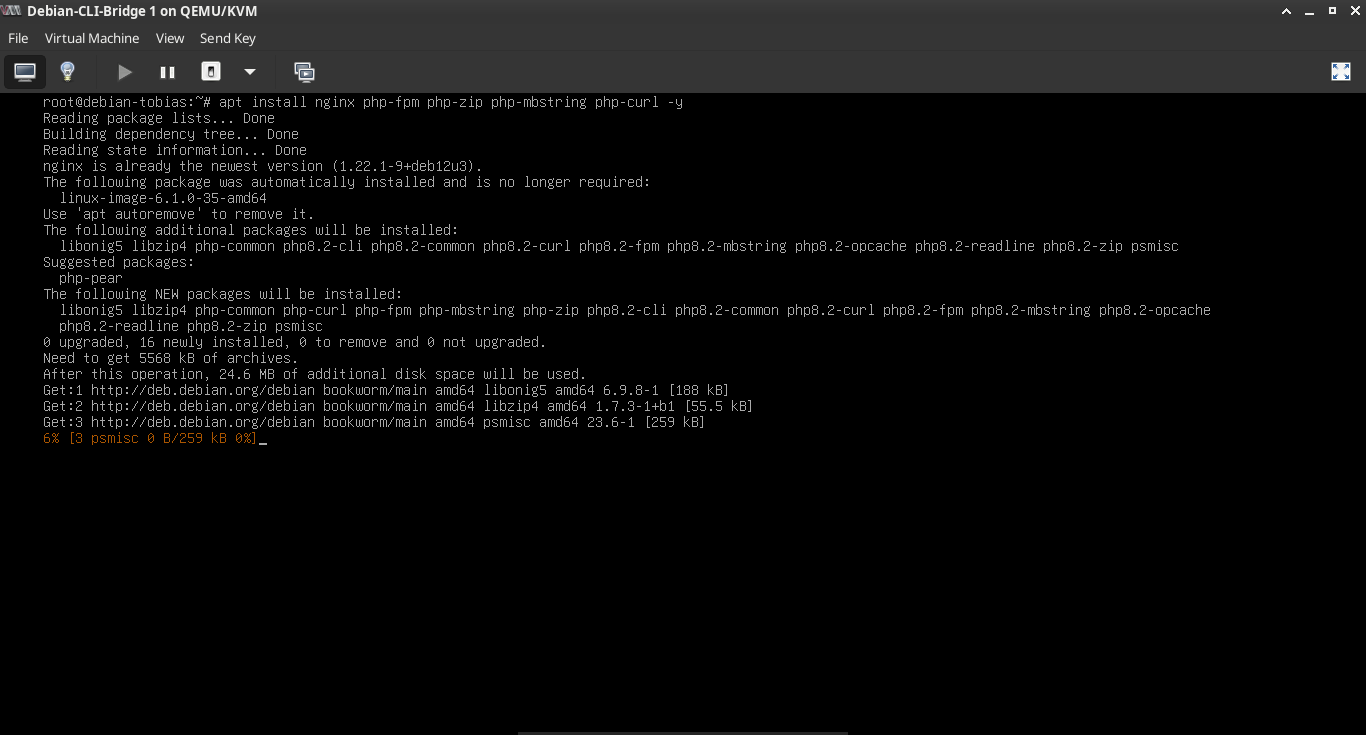 Debian-CLI-Bridge 1 on QEMU/KVM
File Virtual Machine View Send Key
root@debian-tobias:~# apt install nginx php-fpm php-zip php-mbstring php-curl -y
Reading package lists... Done
Building dependency tree... Done
Reading state information... Done
nginx is already the newest version (1.22.1-9+deb12u3).
The following package was automatically installed and is no longer required:
  linux-image-6.1.0-35-amd64
Use 'apt autoremove' to remove it.
The following additional packages will be installed:
  libonig5 libzip4 php-common php8.2-cli php8.2-common php8.2-curl php8.2-fpm php8.2-mbstring php8.2-opcache php8.2-readline php8.2-zip psmisc
Suggested packages:
  php-pear
The following NEW packages will be installed:
  libonig5 libzip4 php-common php-curl php-fpm php-mbstring php-zip php8.2-cli php8.2-common php8.2-curl php8.2-fpm php8.2-mbstring php8.2-opcache
  php8.2-readline php8.2-zip psmisc
0 upgraded, 16 newly installed, 0 to remove and 0 not upgraded.
Need to get 5568 kB of archives.
After this operation, 24.6 MB of additional disk space will be used.
Get:1 http://deb.debian.org/debian bookworm/main amd64 libonig5 amd64 6.9.8-1 [188 kB]
Get:2 http://deb.debian.org/debian bookworm/main amd64 libzip4 amd64 1.7.3-1+b1 [55.5 kB]
Get:3 http://deb.debian.org/debian bookworm/main amd64 psmisc amd64 23.6-1 [259 kB]
6% [3 psmisc 0 B/259 kB 0%]_